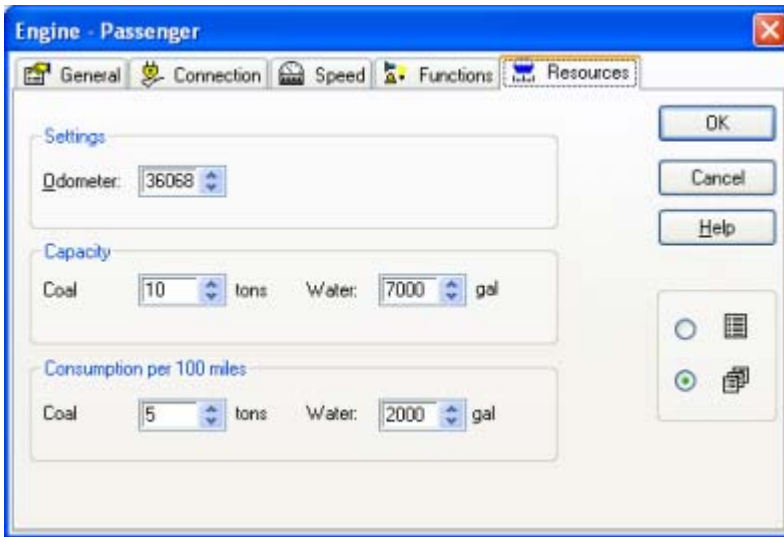 Engine - Passenger
General Connection Speed Functions Resources
Settings
Odometer: 36068
Capacity
Coal 10 tons Water: 7000 gal
Consumption per 100 miles
Coal 5 tons Water: 2000 gal
OK
Cancel
Help